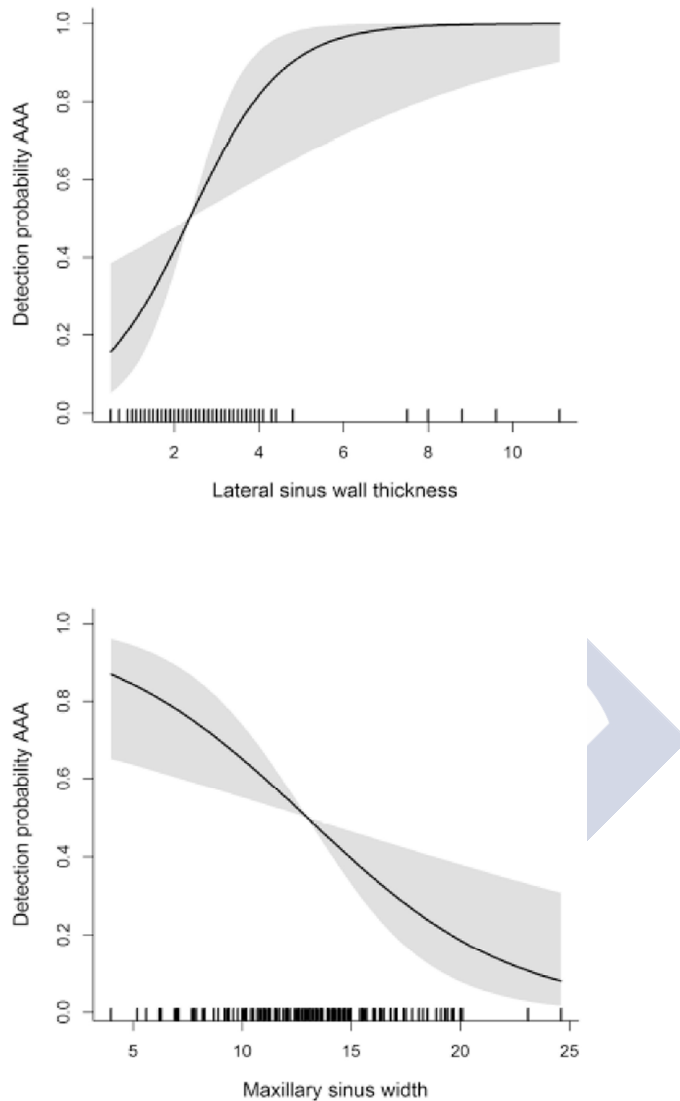 Detection probability AAA
1.0
0.8
0.6
0.4
0.2
0.0
2 4 6 8 10
Lateral sinus wall thickness
Detection probability AAA
1.0
0.8
0.6
0.4
0.2
0.0
5 10 15 20 25
Maxillary sinus width